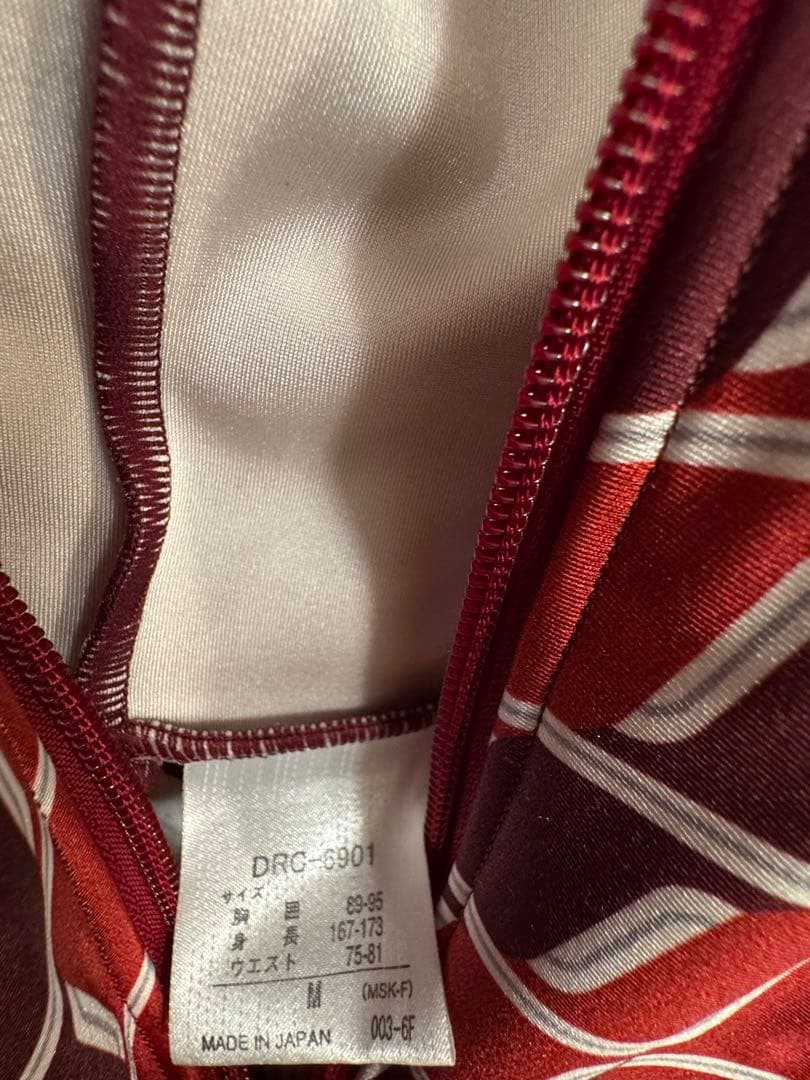 DRC-6901
サイズ
胸 囲 89-95
身 長 167-173
ウエスト 75-81
M (MSK-F)
MADE IN JAPAN 003-6F